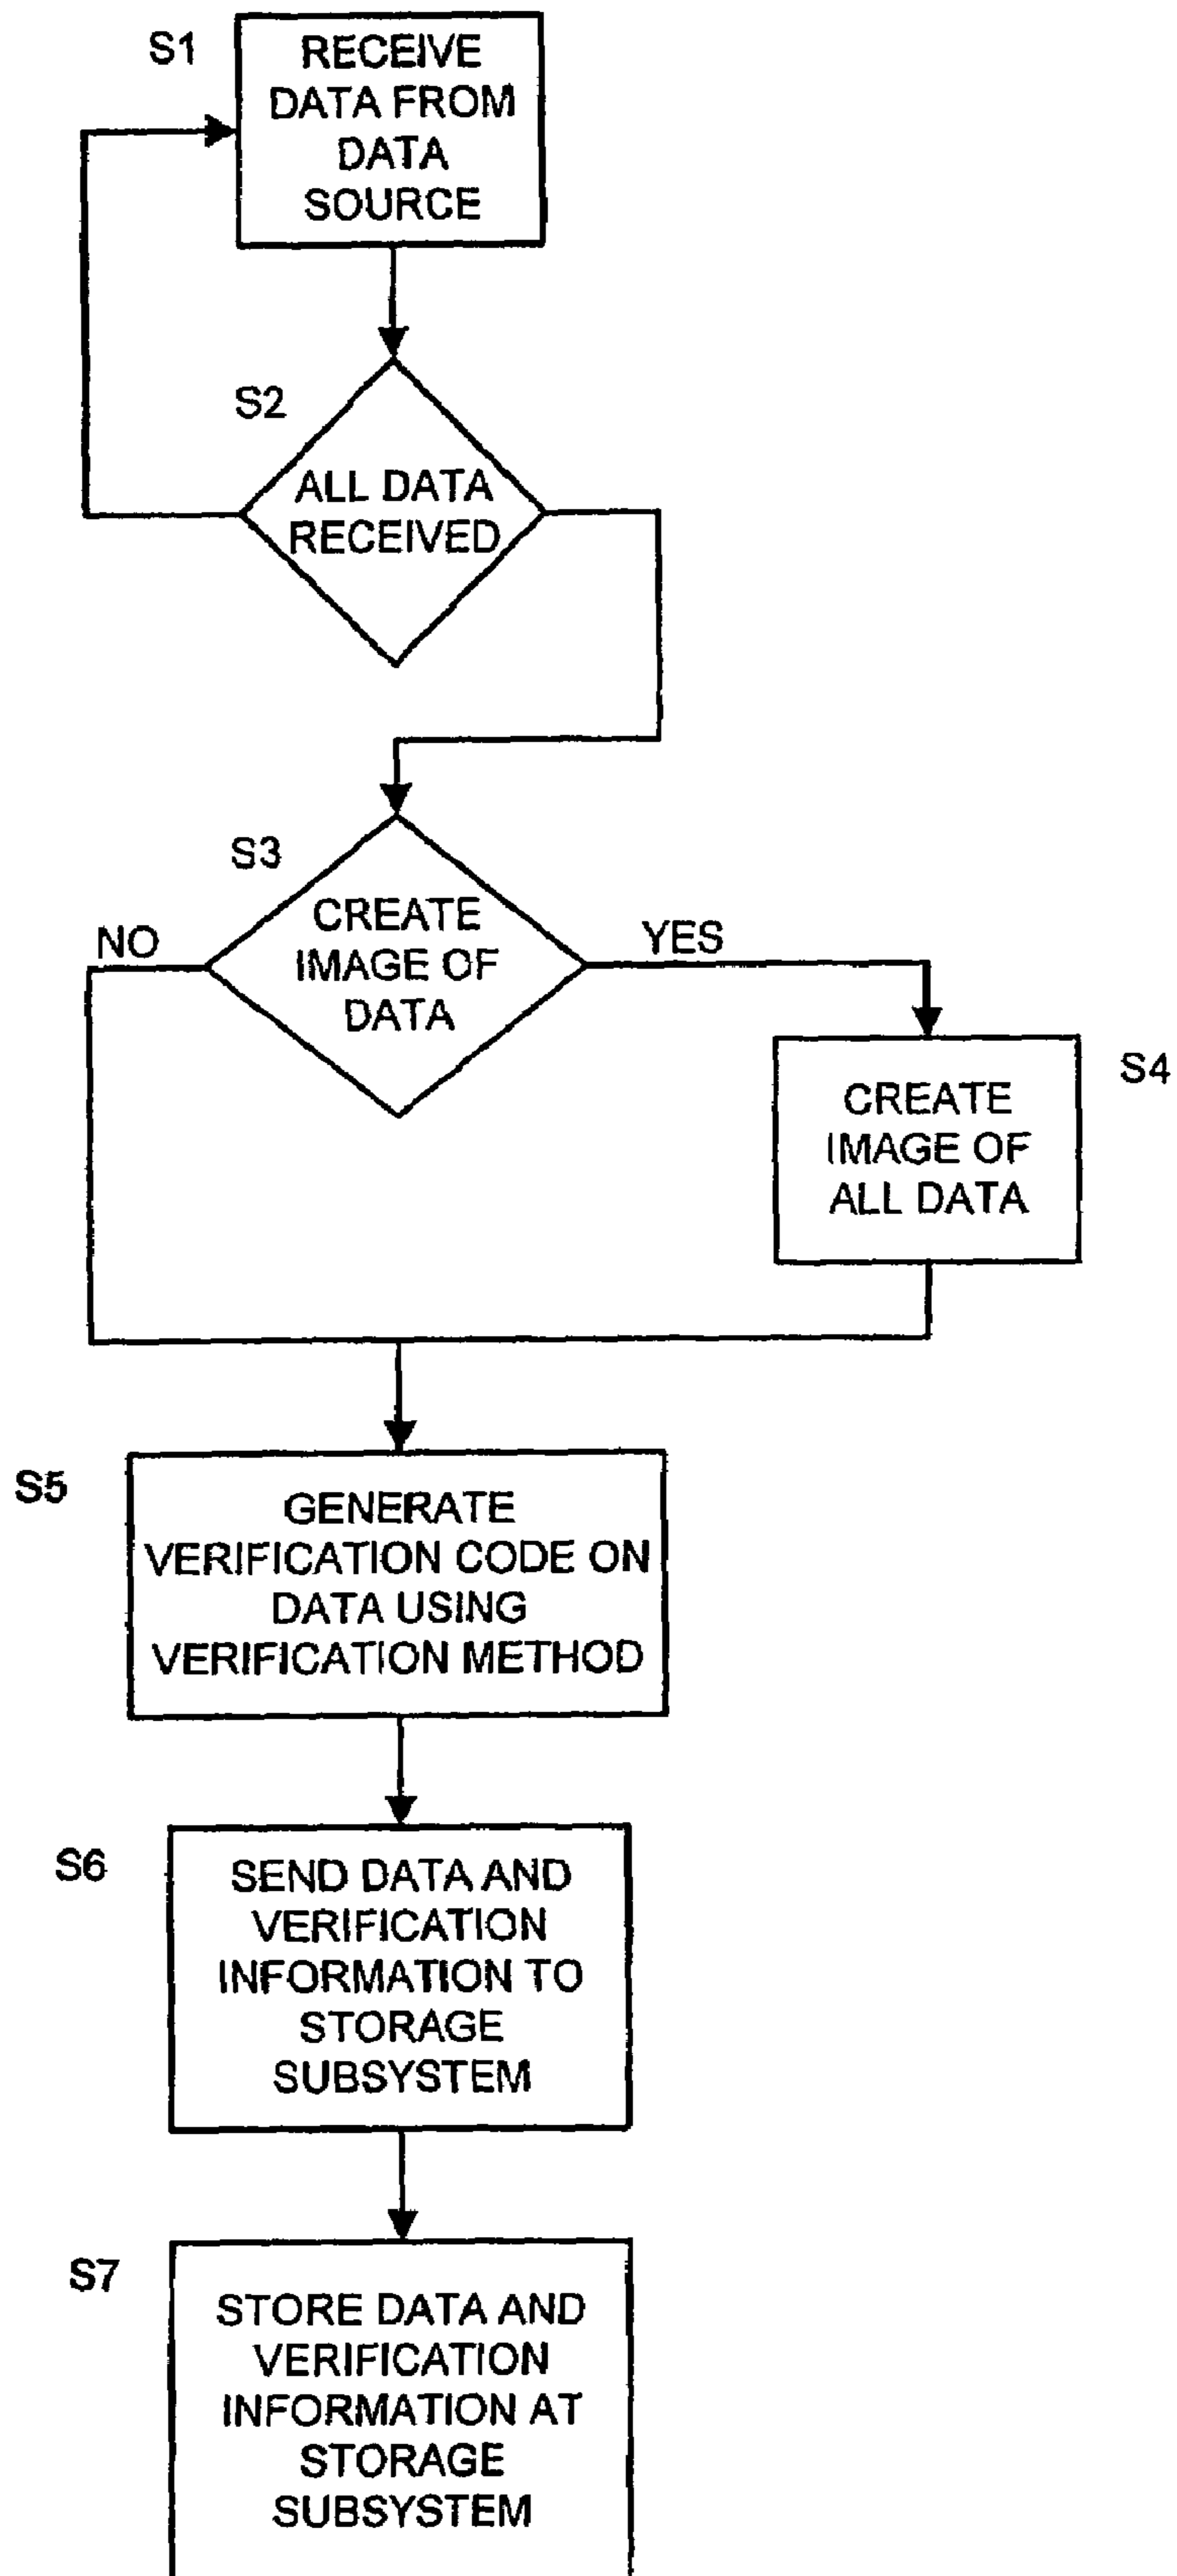 S1
RECEIVE
DATA FROM
DATA
SOURCE
S2
ALL DATA
RECEIVED
S3
CREATE
IMAGE OF
DATA
NO
YES
S4
CREATE
IMAGE OF
ALL DATA
S5
GENERATE
VERIFICATION CODE ON
DATA USING
VERIFICATION METHOD
S6
SEND DATA AND
VERIFICATION
INFORMATION TO
STORAGE
SUBSYSTEM
S7
STORE DATA AND
VERIFICATION
INFORMATION AT
STORAGE
SUBSYSTEM